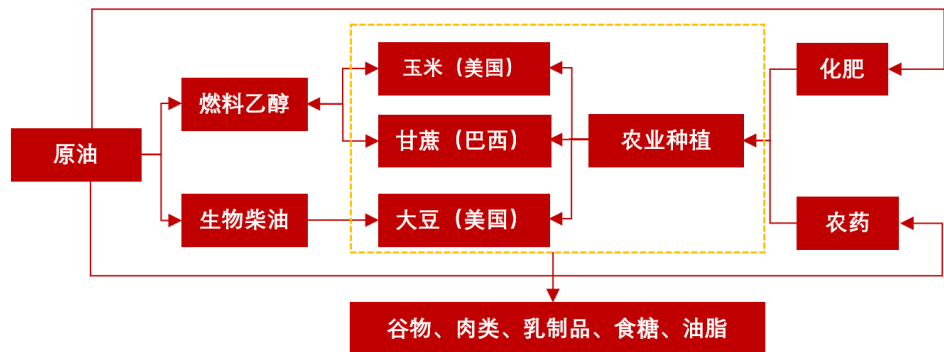 玉米（美国）
化肥
燃料乙醇
甘蔗（巴西）
农业种植
原油
生物柴油
大豆（美国）
农药
谷物、肉类、乳制品、食糖、油脂